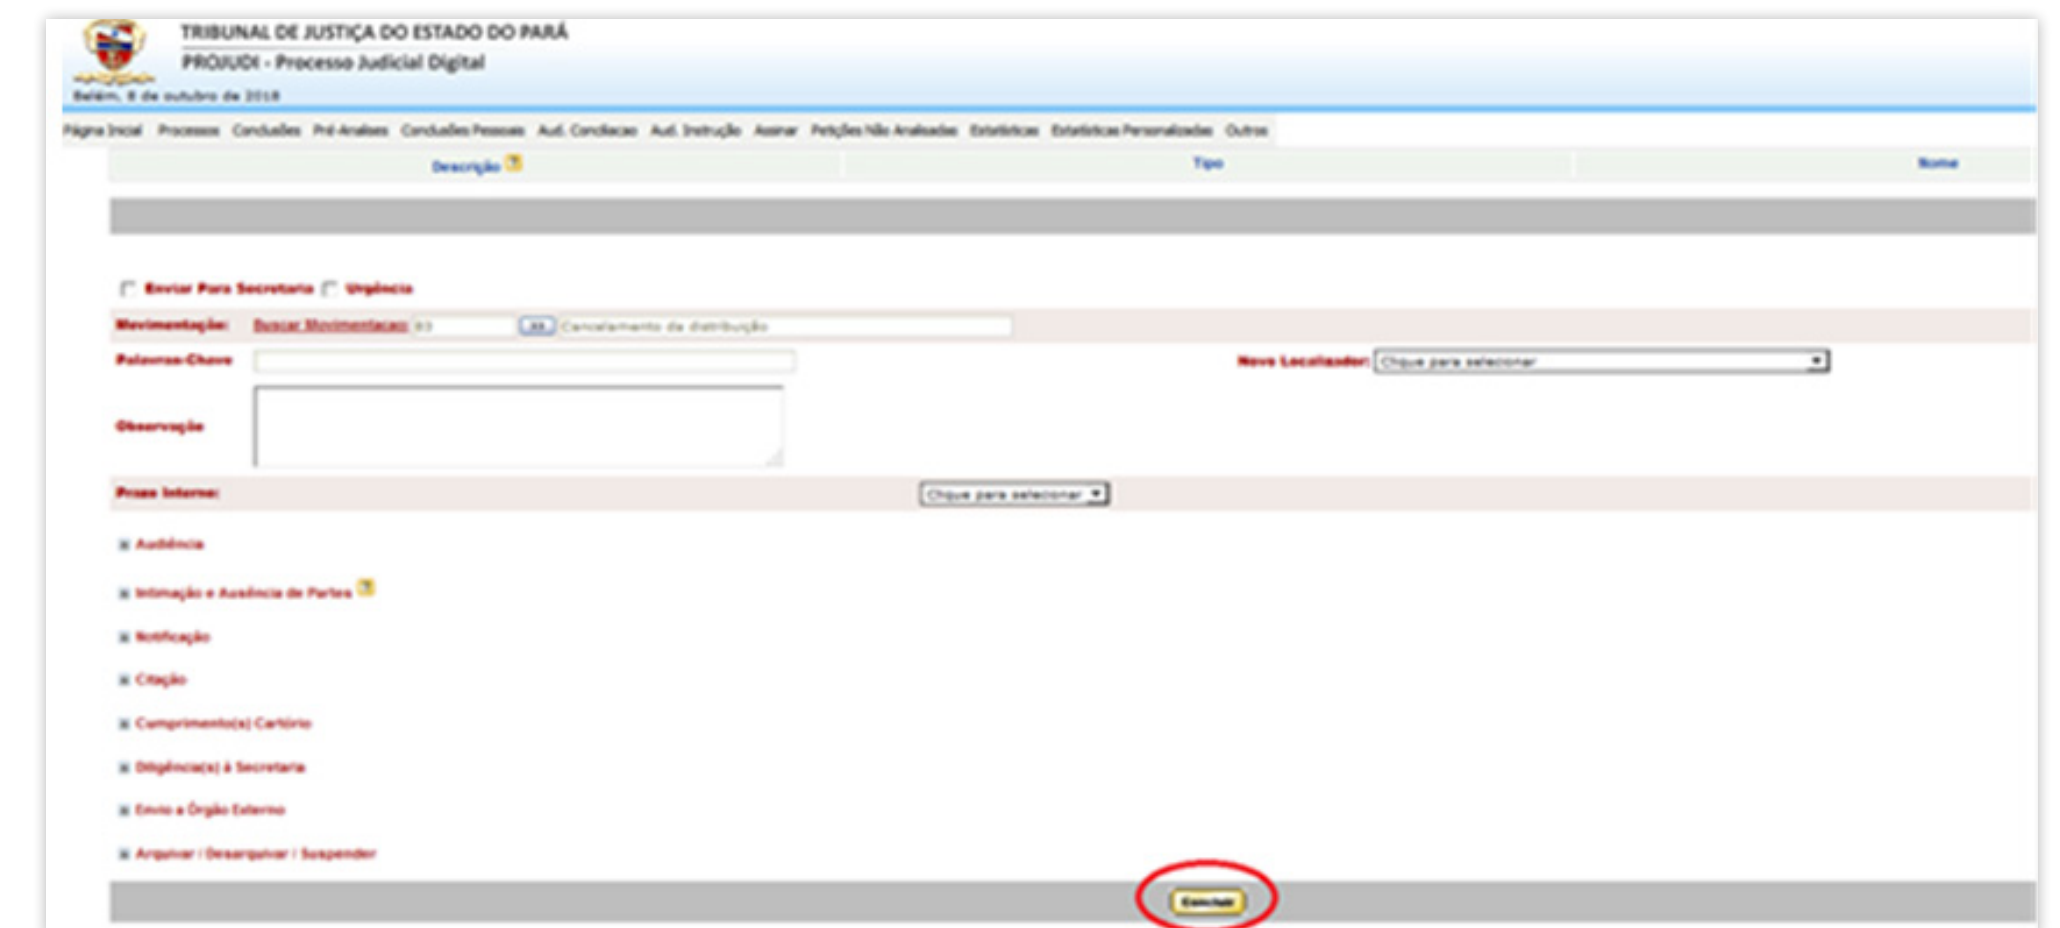 TRIBUNAL DE JUSTIÇA DO ESTADO DO PARÁ
PROJUDI - Processo Judicial Digital
Belém, 8 de outubro de 2018
Página Inicial Processos Conclusões Pré-Analises Conclusões Pessoais Aud. Conciliacao Aud. Instrução Assinar Petições Não Analisadas Estatísticas Estatísticas Personalizadas Outros
Descrição Tipo Nome
Enviar Para Secretaria Urgência
Movimentação: Buscar Movimentacao: 83 >> Cancelamento da distribuição
Palavras-Chave Novo Localizador: Clique para selecionar
Observação
Prazo Interno: Clique para selecionar
Audiência
Intimação e Ausência de Partes
Notificação
Citação
Cumprimento(s) Cartório
Diligência(s) à Secretaria
Envio a Órgão Externo
Arquivar / Desarquivar / Suspender
Concluir